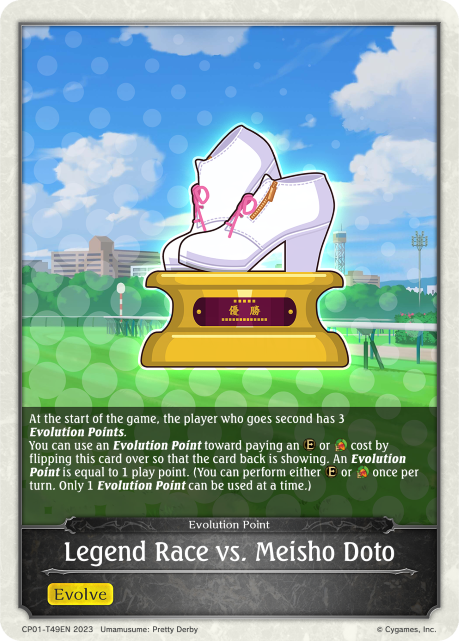 優勝
At the start of the game, the player who goes second has 3
Evolution Points.
You can use an Evolution Point toward paying an E or cost by
flipping this card over so that the card back is showing. An Evolution
Point is equal to 1 play point. (You can perform either E or once per
turn. Only 1 Evolution Point can be used at a time.)
Evolution Point
Legend Race vs. Meisho Doto
Evolve
CP01-T49EN 2023 Umamusume: Pretty Derby © Cygames, Inc.